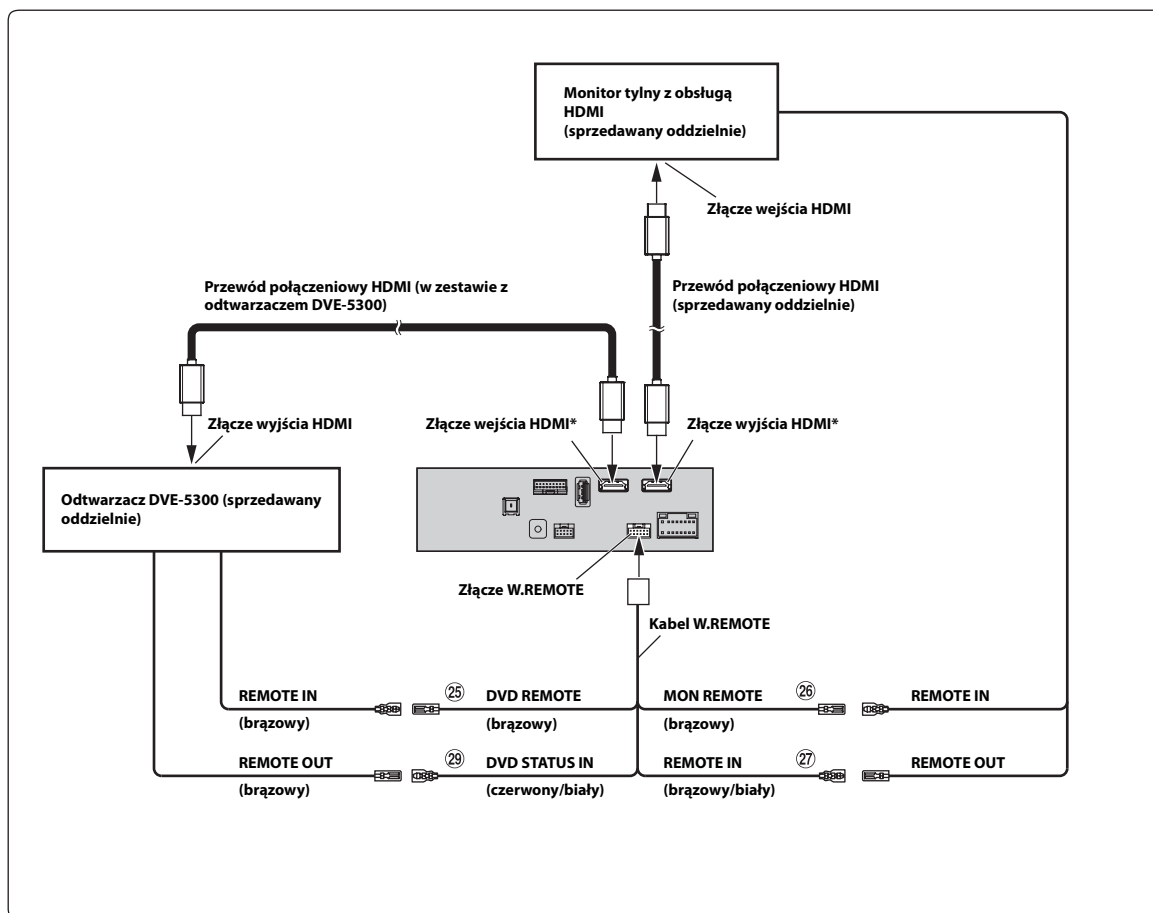 Monitor tylny z obsługą
HDMI
(sprzedawany oddzielnie)
Złącze wejścia HDMI
Przewód połączeniowy HDMI (w zestawie z
odtwarzaczem DVE-5300)
Przewód połączeniowy HDMI
(sprzedawany oddzielnie)
Złącze wyjścia HDMI
Złącze wejścia HDMI*
Złącze wyjścia HDMI*
Odtwarzacz DVE-5300 (sprzedawany
oddzielnie)
Złącze W.REMOTE
Kabel W.REMOTE
REMOTE IN
(brązowy)
㉕
DVD REMOTE
(brązowy)
MON REMOTE
(brązowy)
㉖
REMOTE IN
REMOTE OUT
(brązowy)
㉙
DVD STATUS IN
(czerwony/biały)
REMOTE IN
(brązowy/biały)
㉗
REMOTE OUT